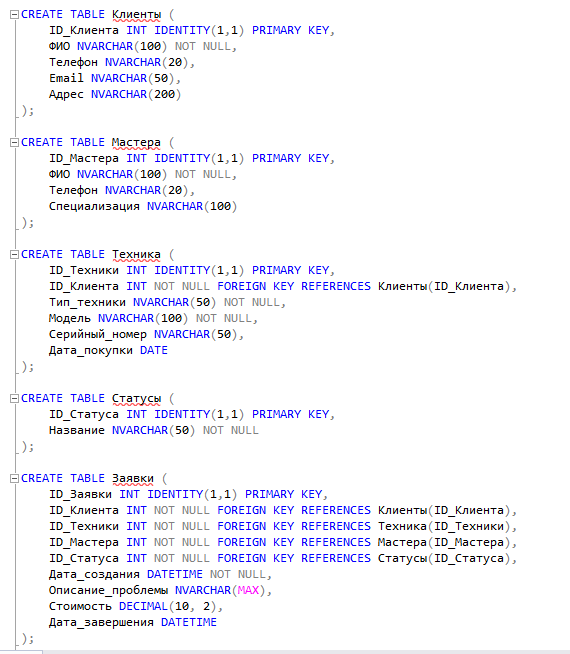 CREATE TABLE Клиенты (
ID_Клиента INT IDENTITY(1,1) PRIMARY KEY,
ФИО NVARCHAR(100) NOT NULL,
Телефон NVARCHAR(20),
Email NVARCHAR(50),
Адрес NVARCHAR(200)
);
CREATE TABLE Мастера (
ID_Мастера INT IDENTITY(1,1) PRIMARY KEY,
ФИО NVARCHAR(100) NOT NULL,
Телефон NVARCHAR(20),
Специализация NVARCHAR(100)
);
CREATE TABLE Техника (
ID_Техники INT IDENTITY(1,1) PRIMARY KEY,
ID_Клиента INT NOT NULL FOREIGN KEY REFERENCES Клиенты(ID_Клиента),
Тип_техники NVARCHAR(50) NOT NULL,
Модель NVARCHAR(100) NOT NULL,
Серийный_номер NVARCHAR(50),
Дата_покупки DATE
);
CREATE TABLE Статусы (
ID_Статуса INT IDENTITY(1,1) PRIMARY KEY,
Название NVARCHAR(50) NOT NULL
);
CREATE TABLE Заявки (
ID_Заявки INT IDENTITY(1,1) PRIMARY KEY,
ID_Клиента INT NOT NULL FOREIGN KEY REFERENCES Клиенты(ID_Клиента),
ID_Техники INT NOT NULL FOREIGN KEY REFERENCES Техника(ID_Техники),
ID_Мастера INT NOT NULL FOREIGN KEY REFERENCES Мастера(ID_Мастера),
ID_Статуса INT NOT NULL FOREIGN KEY REFERENCES Статусы(ID_Статуса),
Дата_создания DATETIME NOT NULL,
Описание_проблемы NVARCHAR(MAX),
Стоимость DECIMAL(10, 2),
Дата_завершения DATETIME
);